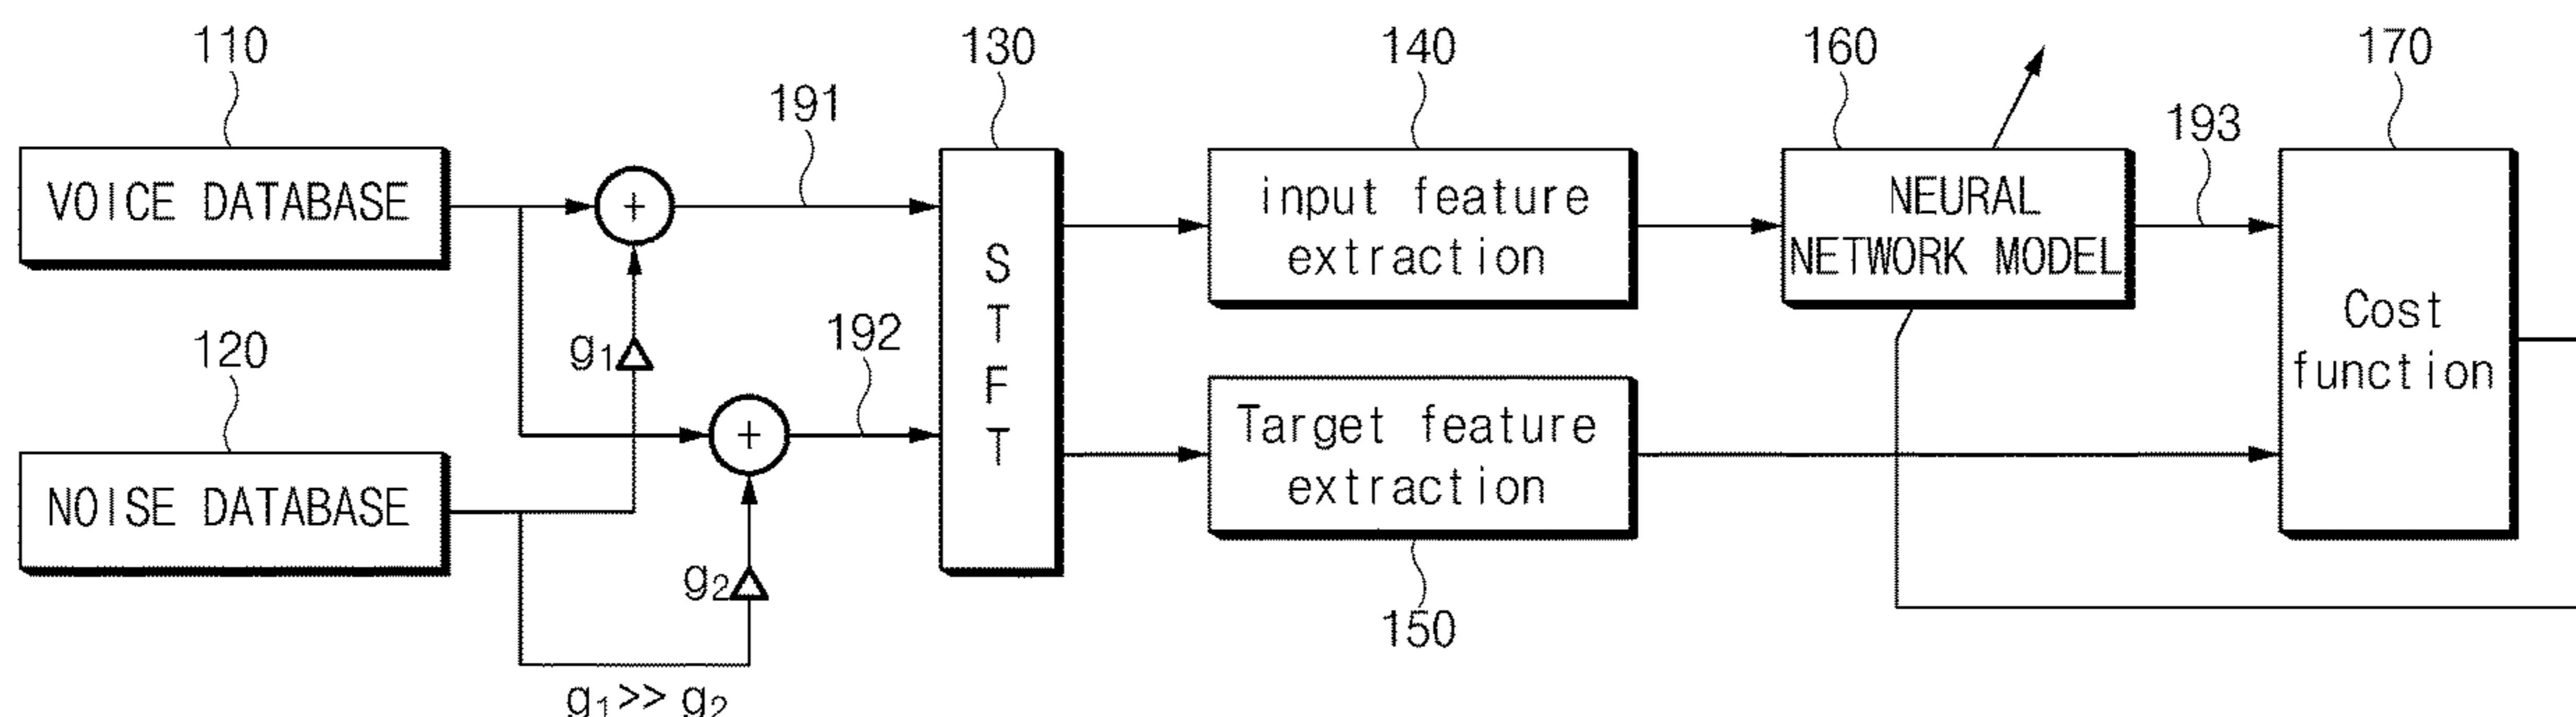 110
130
140
160
170
191
193
VOICE DATABASE
+
input feature
extraction
NEURAL
NETWORK MODEL
S
T
F
T
120
g1
192
Cost
function
+
Target feature
extraction
NOISE DATABASE
g2
150
g1 >> g2